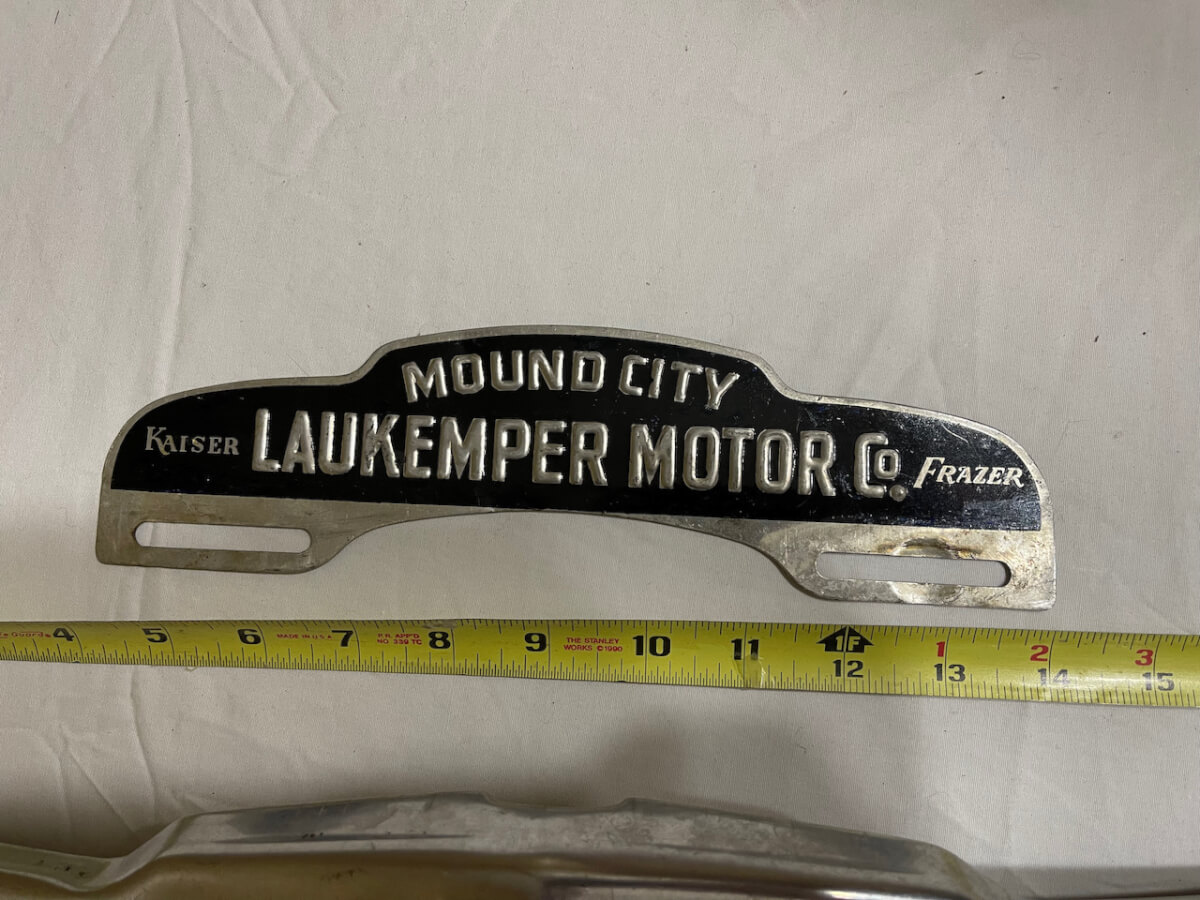 MOUND CITY
KAISER LAUKEMPER MOTOR Co. FRAZER
4 5 6 MADE IN U.S.A. 7 P.R. APP'D 8 9 THE STANLEY 10 11 1F 1 2 3
NO 339 TC WORKS ©1990 12 13 14 15